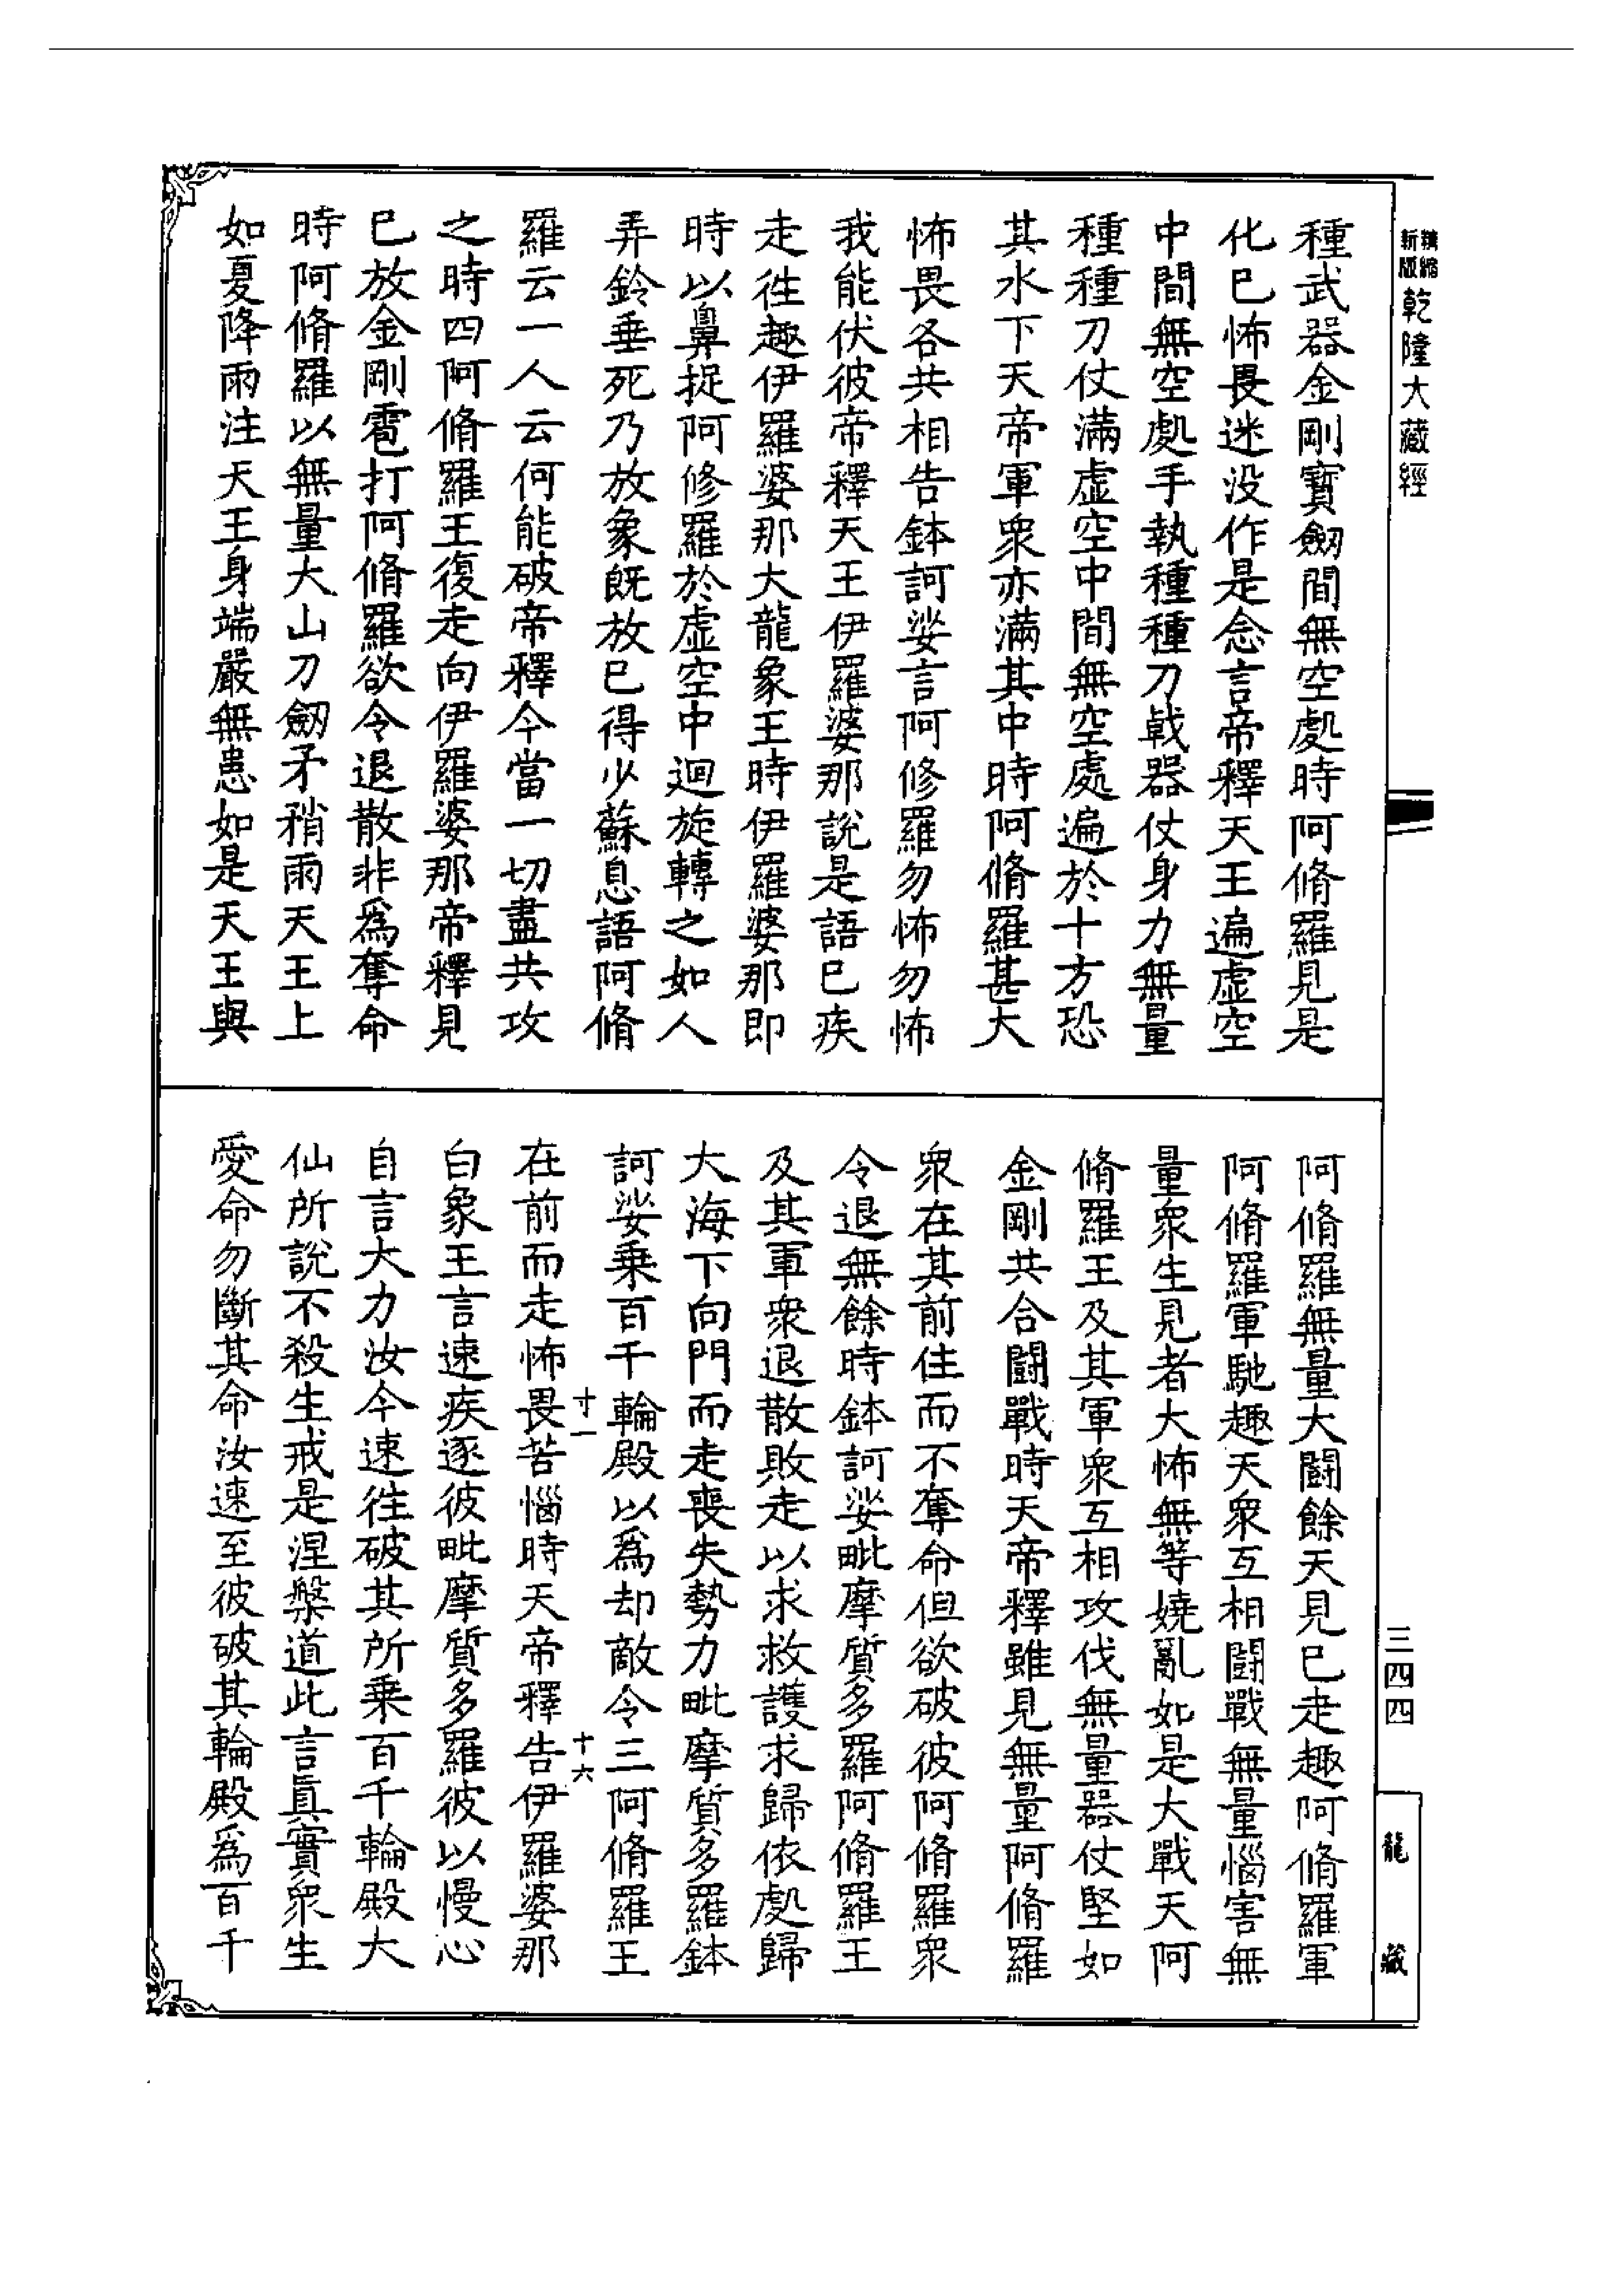 新版精縮乾隆大藏經
種武器金剛寶劒間無空處時阿脩羅見是
化已怖畏迷没作是念言帝釋天王遍虚空
中間無空處手執種種刀戟器仗身力無量
種種刀仗滿虚空中間無空處遍於十方恐
其水下天帝軍衆亦滿其中時阿脩羅甚大
怖畏各共相告鉢訶娑言阿修羅勿怖勿怖
我能伏彼帝釋天王伊羅婆那說是語已疾
走徃趣伊羅婆那大龍象王時伊羅婆那即
時以鼻捉阿修羅於虚空中迴旋轉之如人
弄鈴垂死乃放象旣放已得少蘇息語阿脩
羅云一人云何能破帝釋今當一切盡共攻
之時四阿脩羅王復走向伊羅婆那帝釋見
已放金剛雹打阿脩羅欲令退散非爲奪命
時阿脩羅以無量大山刀劒矛矟雨天王上
如夏降雨注天王身端嚴無患如是天王與
阿脩羅無量大鬬餘天見已走趣阿脩羅軍
阿脩羅軍馳趣天衆互相鬬戰無量惱害無
量衆生見者大怖無等嬈亂如是大戰天阿
脩羅王及其軍衆互相攻伐無量器仗堅如
金剛共合鬬戰時天帝釋雖見無量阿脩羅
衆在其前住而不奪命但欲破彼阿脩羅衆
令退無餘時鉢訶娑毗摩質多羅阿脩羅王
及其軍衆退散敗走以求救護求歸依處歸
大海下向門而走喪失勢力毗摩質多羅鉢
訶娑乗百千輪殿以爲却敵令三阿脩羅王
寸一
十六
在前而走怖畏苦惱時天帝釋告伊羅婆那
白象王言速疾逐彼毗摩質多羅彼以慢心
自言大力汝今速徃破其所乗百千輪殿大
仙所說不殺生戒是涅槃道此言眞實衆生
愛命勿斷其命汝速至彼破其輪殿爲百千
三四四
龍藏